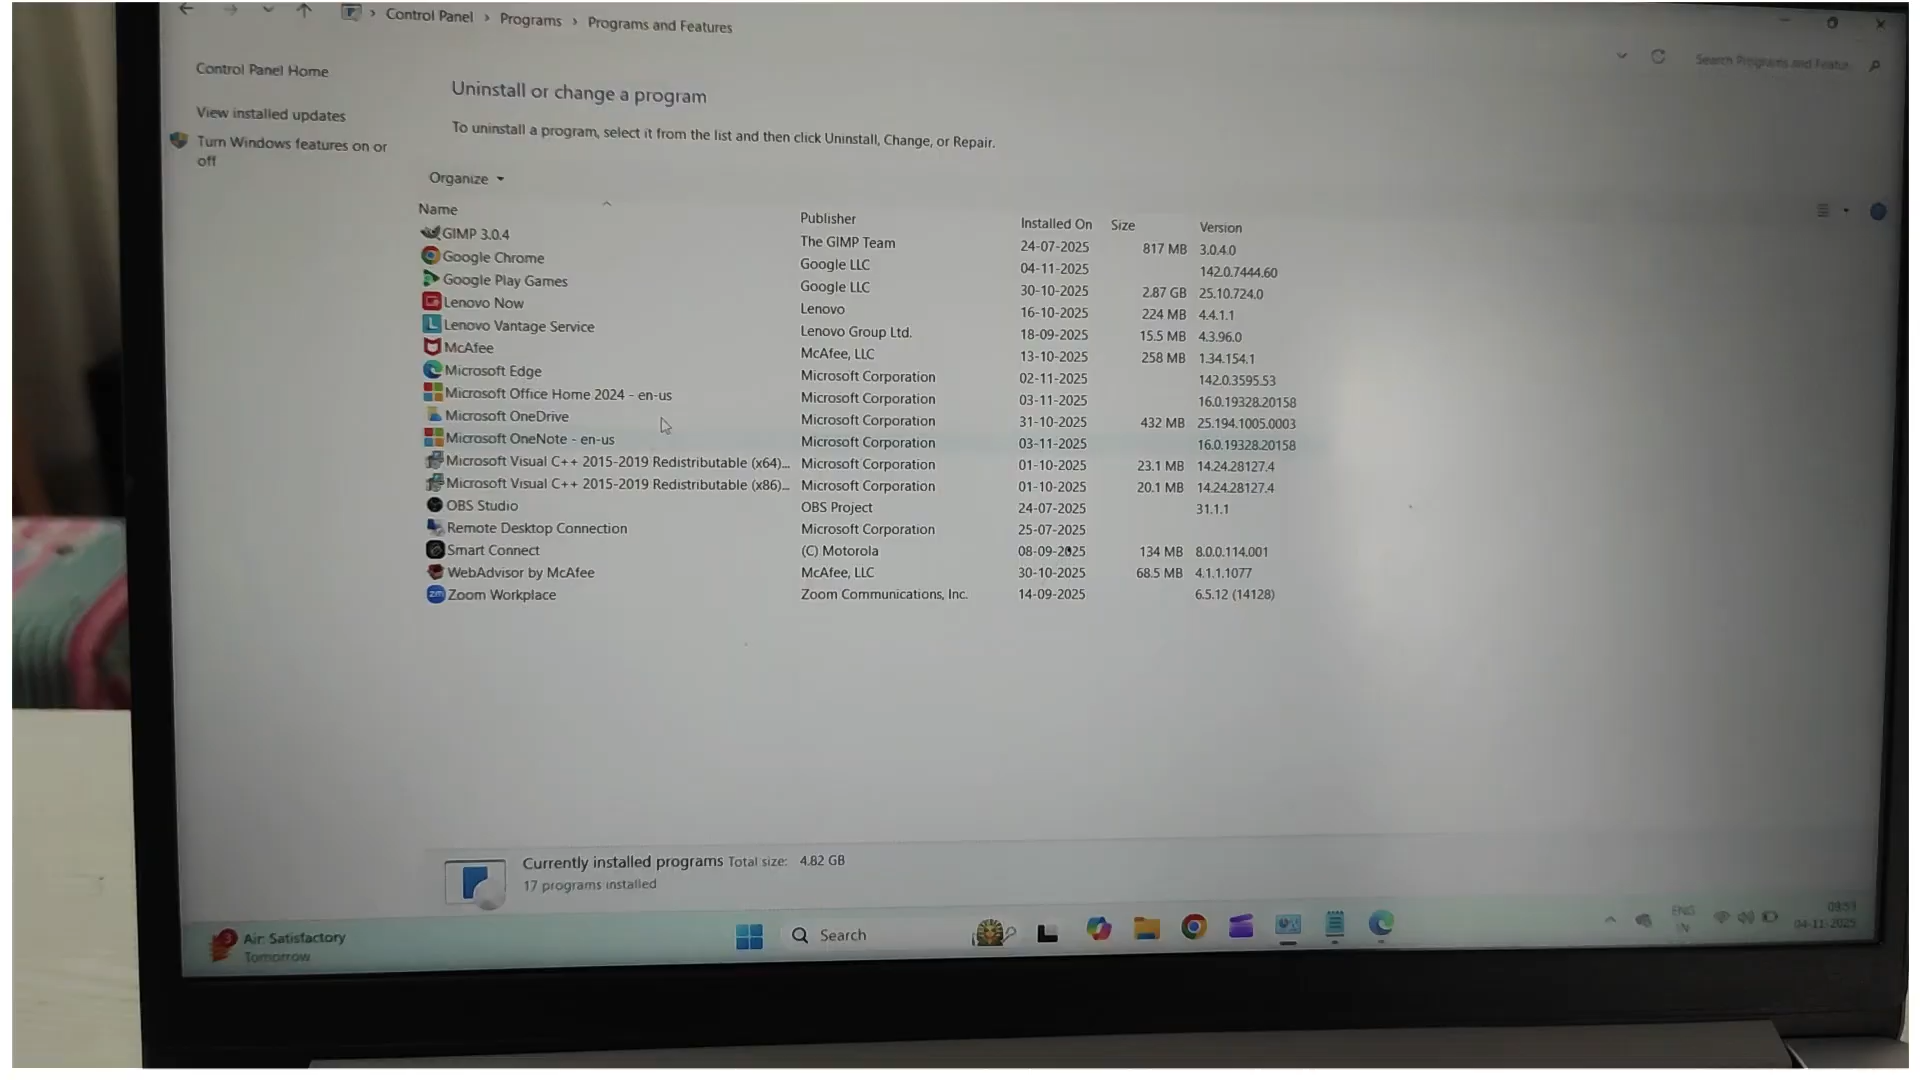 Control Panel > Programs > Programs and Features
Search Programs and Featur
Control Panel Home
View installed updates
Turn Windows features on or
off
Uninstall or change a program
To uninstall a program, select it from the list and then click Uninstall, Change, or Repair.
Organize
Name Publisher Installed On Size Version
GIMP 3.0.4 The GIMP Team 24-07-2025 817 MB 3.0.4.0
Google Chrome Google LLC 04-11-2025 142.0.7444.60
Google Play Games Google LLC 30-10-2025 2.87 GB 25.10.724.0
Lenovo Now Lenovo 16-10-2025 224 MB 4.4.1.1
Lenovo Vantage Service Lenovo Group Ltd. 18-09-2025 15.5 MB 4.3.96.0
McAfee McAfee, LLC 13-10-2025 258 MB 1.34.154.1
Microsoft Edge Microsoft Corporation 02-11-2025 142.0.3595.53
Microsoft Office Home 2024 - en-us Microsoft Corporation 03-11-2025 16.0.19328.20158
Microsoft OneDrive Microsoft Corporation 31-10-2025 432 MB 25.194.1005.0003
Microsoft OneNote - en-us Microsoft Corporation 03-11-2025 16.0.19328.20158
Microsoft Visual C++ 2015-2019 Redistributable (x64)... Microsoft Corporation 01-10-2025 23.1 MB 14.24.28127.4
Microsoft Visual C++ 2015-2019 Redistributable (x86)... Microsoft Corporation 01-10-2025 20.1 MB 14.24.28127.4
OBS Studio OBS Project 24-07-2025 31.1.1
Remote Desktop Connection Microsoft Corporation 25-07-2025
Smart Connect (C) Motorola 08-09-2025 134 MB 8.0.0.114.001
WebAdvisor by McAfee McAfee, LLC 30-10-2025 68.5 MB 4.1.1.1077
zm Zoom Workplace Zoom Communications, Inc. 14-09-2025 6.5.12 (14128)
Currently installed programs Total size: 4.82 GB
17 programs installed
3 Air: Satisfactory
Tomorrow
Search
ENG
IN
09:53
04-11-2025